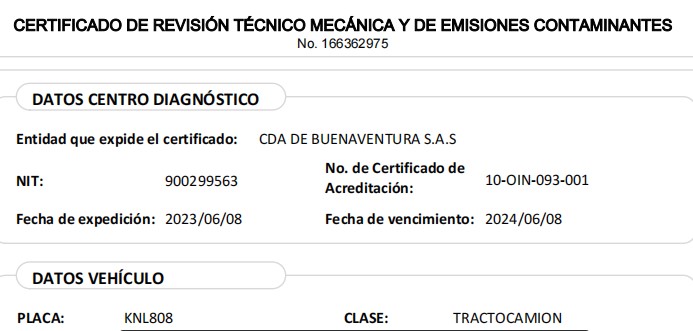 CERTIFICADO DE REVISIÓN TÉCNICO MECÁNICA Y DE EMISIONES CONTAMINANTES
No. 166362975
DATOS CENTRO DIAGNÓSTICO
Entidad que expide el certificado: CDA DE BUENAVENTURA S.A.S
NIT: 900299563 No. de Certificado de Acreditación: 10-OIN-093-001
Fecha de expedición: 2023/06/08 Fecha de vencimiento: 2024/06/08
DATOS VEHÍCULO
PLACA: KNL808 CLASE: TRACTOCAMION